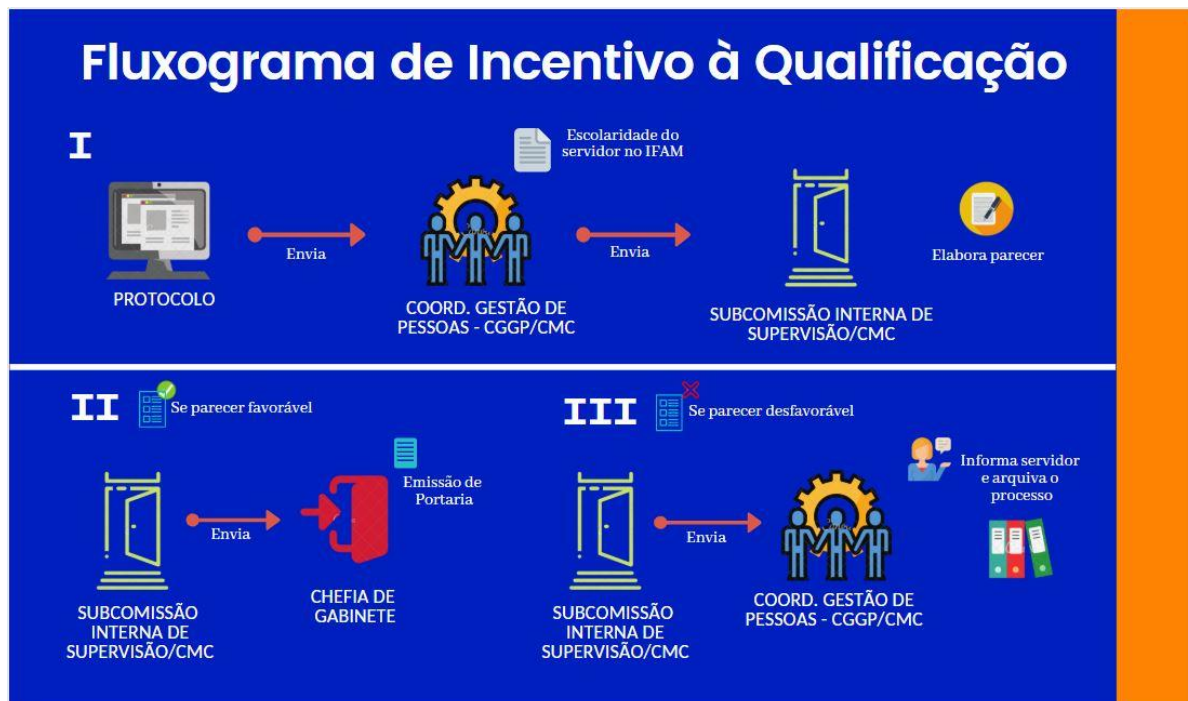 Fluxograma de Incentivo à Qualificação
I
Escolaridade do
servidor no IFAM
Envia
Envia
Elabora parecer
PROTOCOLO
COORD. GESTÃO DE
PESSOAS - CGGP/CMC
SUBCOMISSÃO INTERNA DE
SUPERVISÃO/CMC
II
Se parecer favorável
Emissão de
Portaria
Envia
SUBCOMISSÃO
INTERNA DE
SUPERVISÃO/CMC
CHEFIA DE
GABINETE
III
Se parecer desfavorável
Informa servidor
e arquiva o
processo
Envia
SUBCOMISSÃO
INTERNA DE
SUPERVISÃO/CMC
COORD. GESTÃO DE
PESSOAS - CGGP/CMC